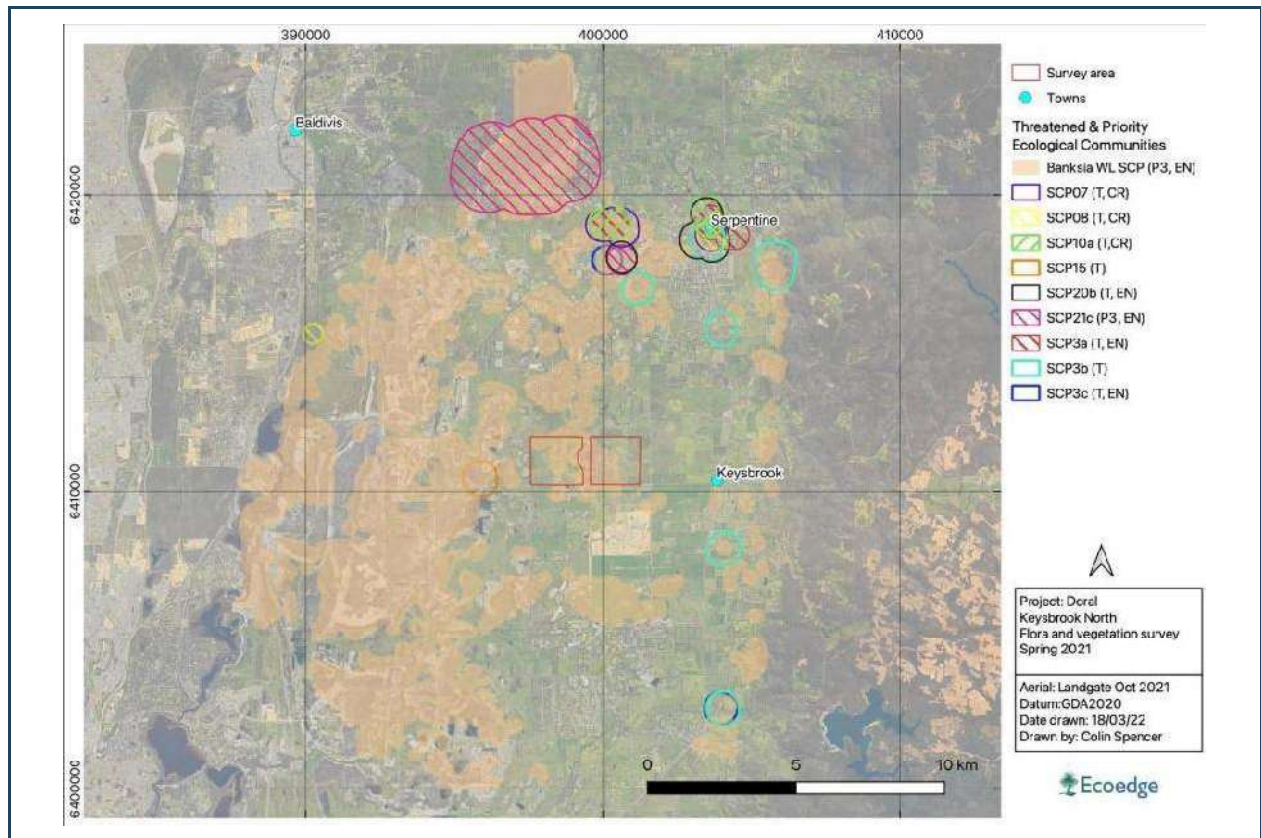 390000 400000 410000
Survey area
Towns
Threatened & Priority
Ecological Communities
Banksia WL SCP (P3, EN)
SCP07 (T, CR)
SCP08 (T, CR)
SCP10a (T,CR)
SCP15 (T)
SCP20b (T, EN)
SCP21c (P3, EN)
SCP3a (T, EN)
SCP3b (T)
SCP3c (T, EN)
Baldivis
6420000
Serpentine
Keysbrook
6410000
6400000
0 5 10 km
Project: Doral
Keysbrook North
Flora and vegetation survey
Spring 2021
Aerial: Landgate Oct 2021
Datum:GDA2020
Date drawn: 18/03/22
Drawn by: Colin Spencer
Ecoedge